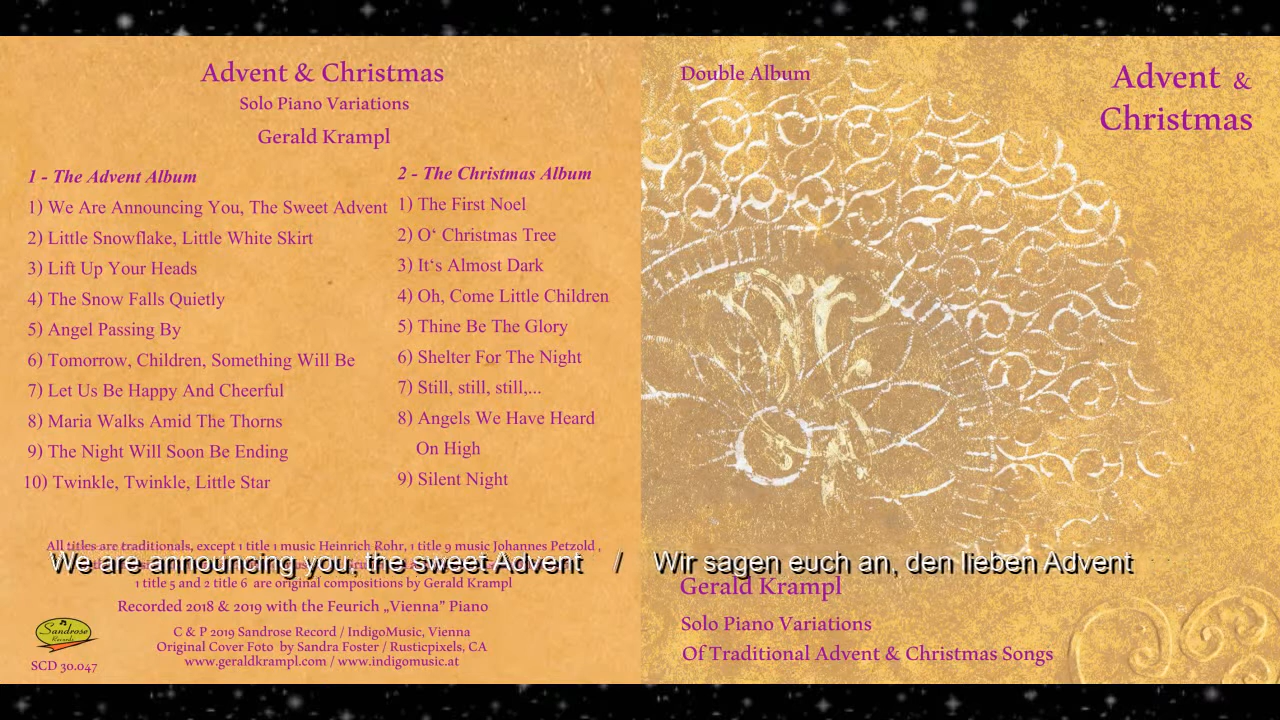 Advent & Christmas
Solo Piano Variations
Gerald Krampl
1 - The Advent Album
1) We Are Announcing You, The Sweet Advent
2) Little Snowflake, Little White Skirt
3) Lift Up Your Heads
4) The Snow Falls Quietly
5) Angel Passing By
6) Tomorrow, Children, Something Will Be
7) Let Us Be Happy And Cheerful
8) Maria Walks Amid The Thorns
9) The Night Will Soon Be Ending
10) Twinkle, Twinkle, Little Star
2 - The Christmas Album
1) The First Noel
2) O‘ Christmas Tree
3) It‘s Almost Dark
4) Oh, Come Little Children
5) Thine Be The Glory
6) Shelter For The Night
7) Still, still, still,...
8) Angels We Have Heard
On High
9) Silent Night
All titles are traditionals, except 1 title 1 music Heinrich Rohr, 1 title 9 music Johannes Petzold ,
1 title 5 and 2 title 6 are original compositions by Gerald Krampl
Recorded 2018 & 2019 with the Feurich „Vienna” Piano
C & P 2019 Sandrose Record / IndigoMusic, Vienna
Original Cover Foto by Sandra Foster / Rusticpixels, CA
www.geraldkrampl.com / www.indigomusic.at
Sandrose
Records
SCD 30.047
Double Album
Advent &
Christmas
We are announcing you, the sweet Advent / Wir sagen euch an, den lieben Advent
Gerald Krampl
Solo Piano Variations
Of Traditional Advent & Christmas Songs